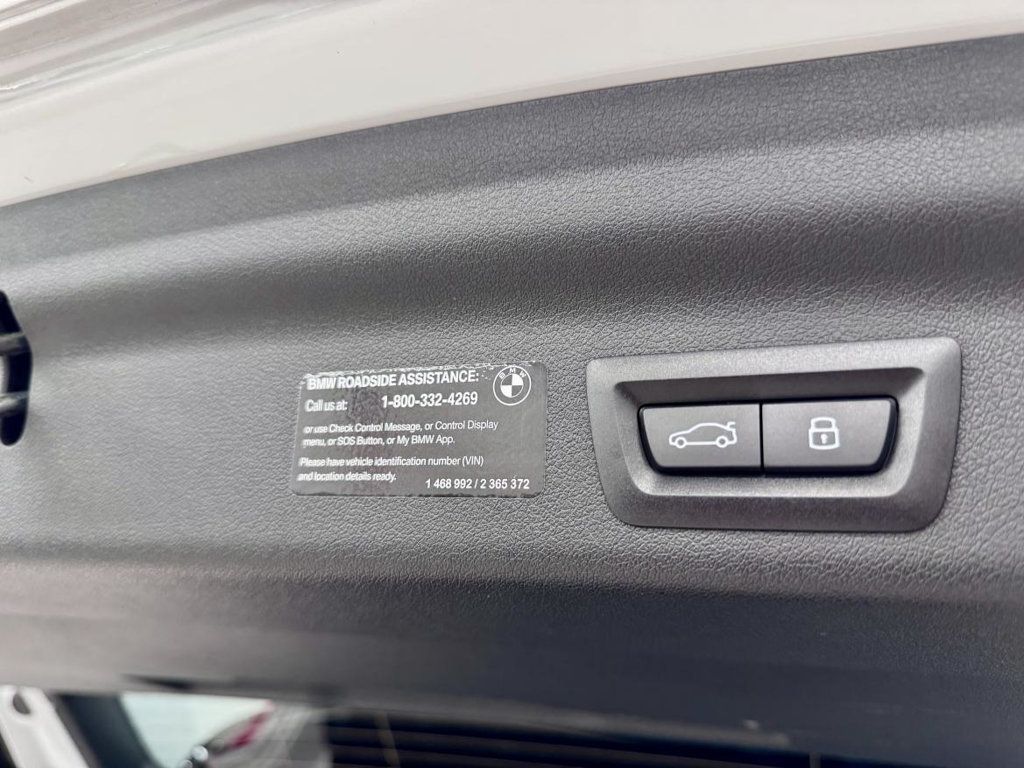 BMW ROADSIDE ASSISTANCE:
Call us at: 1-800-332-4269
or use Check Control Message, or Control Display
menu, or SOS Button, or My BMW App.
Please have vehicle identification number (VIN)
and location details ready. 1 468 992 / 2 365 372
BMW